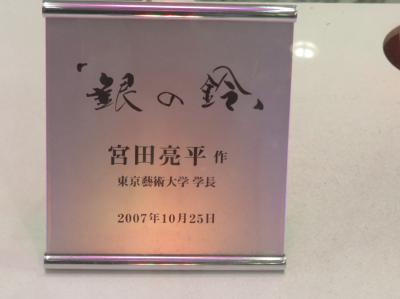 「銀の鈴」
宮田亮平 作
東京藝術大学 学長
2007年10月25日